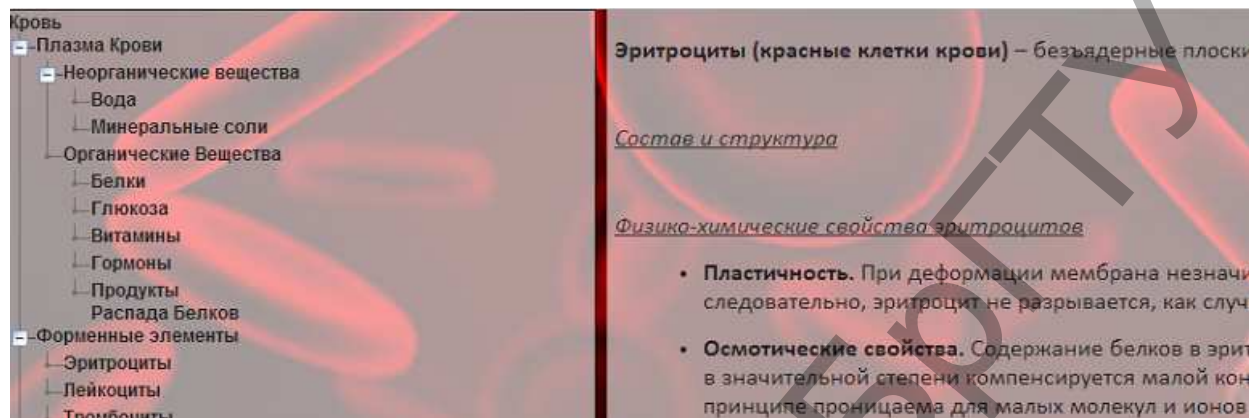 Кровь
Плазма Крови
Неорганические вещества
Вода
Минеральные соли
Органические Вещества
Белки
Глюкоза
Витамины
Гормоны
Продукты
Распада Белков
Форменные элементы
Эритроциты
Лейкоциты
Тромбоциты
Эритроциты (красные клетки крови) – безъядерные плоски
Состав и структура
Физико-химические свойства эритроцитов
• Пластичность. При деформации мембрана незначи
следовательно, эритроцит не разрывается, как случ
• Осмотические свойства. Содержание белков в эрит
в значительной степени компенсируется малой кон
принципе проницаема для малых молекул и ионов
рГТУ